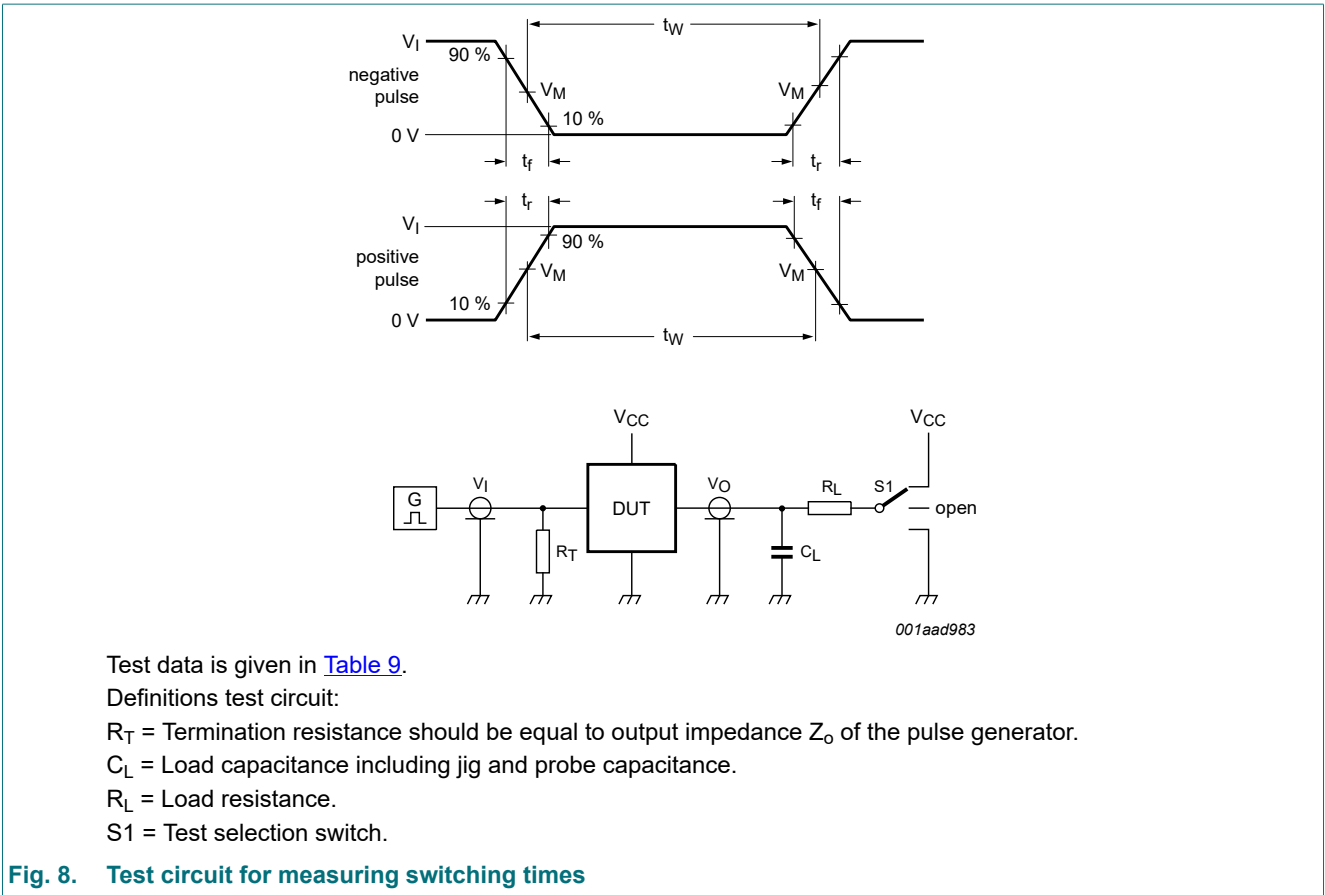 tW
VI
90 %
negative
pulse
VM
VM
10 %
0 V
tf
tr
tr
tf
VI
90 %
positive
pulse
VM
VM
10 %
0 V
tW
VCC
VCC
G
VI
DUT
VO
RL
S1
open
RT
CL
001aad983
Test data is given in Table 9.
Definitions test circuit:
RT = Termination resistance should be equal to output impedance Zo of the pulse generator.
CL = Load capacitance including jig and probe capacitance.
RL = Load resistance.
S1 = Test selection switch.
Fig. 8. Test circuit for measuring switching times